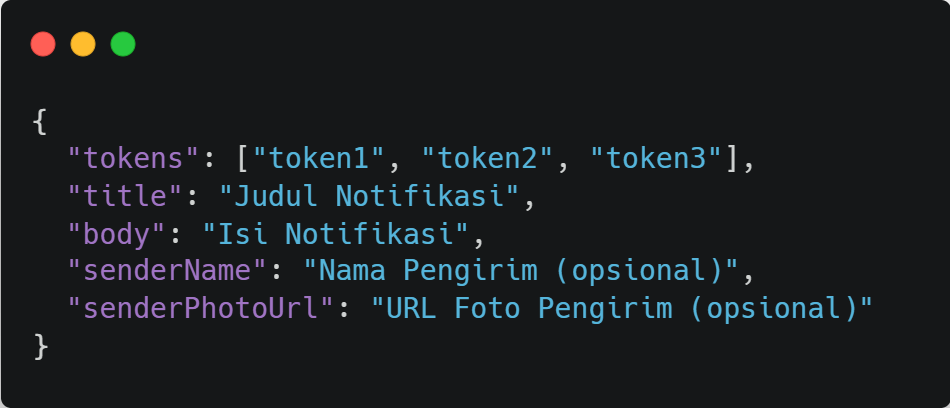 {
  "tokens": ["token1", "token2", "token3"],
  "title": "Judul Notifikasi",
  "body": "Isi Notifikasi",
  "senderName": "Nama Pengirim (opsional)",
  "senderPhotoUrl": "URL Foto Pengirim (opsional)"
}